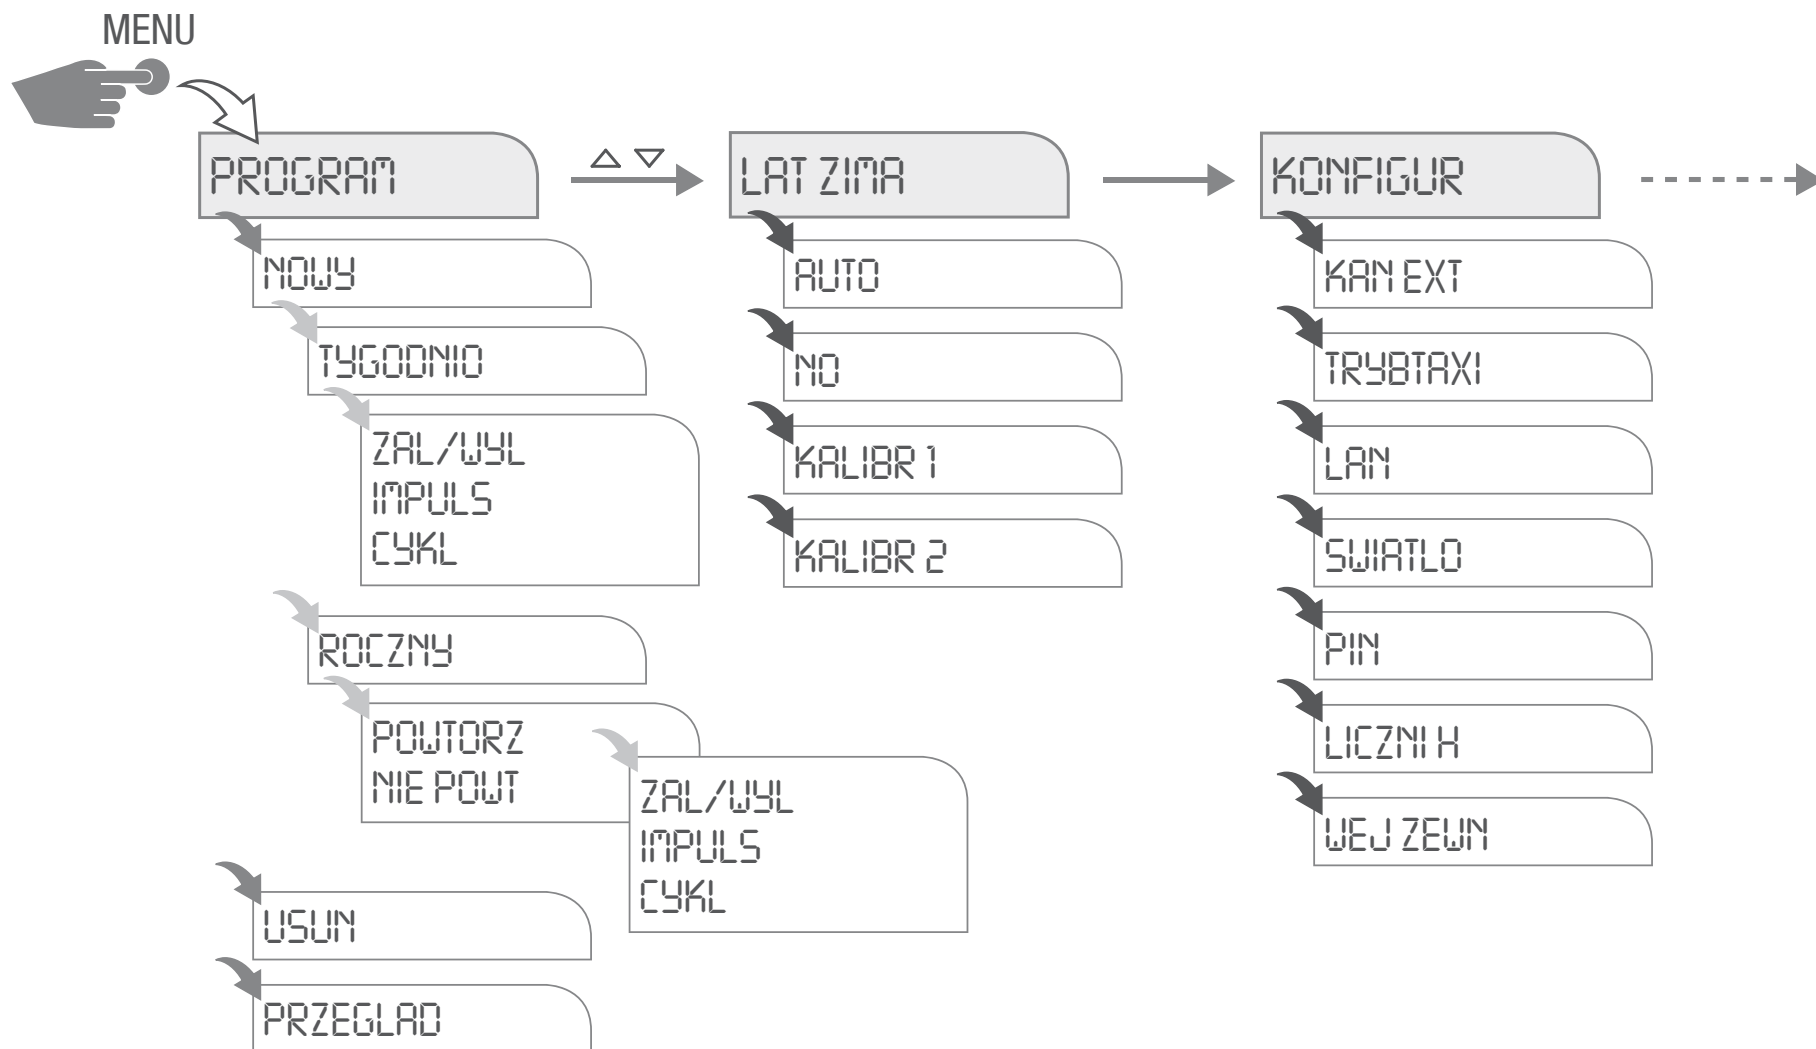 MENU
PROGRAM
NOWY
TYGODNIO
ZAL/WYL
IMPULS
CYKL
ROCZNY
POWTORZ
NIE POWT
ZAL/WYL
IMPULS
CYKL
USUN
PRZEGLAD
LAT ZIMA
AUTO
NO
KALIBR 1
KALIBR 2
KONFIGUR
KAN EXT
TRYBTAXI
LAN
SWIATLO
PIN
LICZNI H
WEJ ZEWN